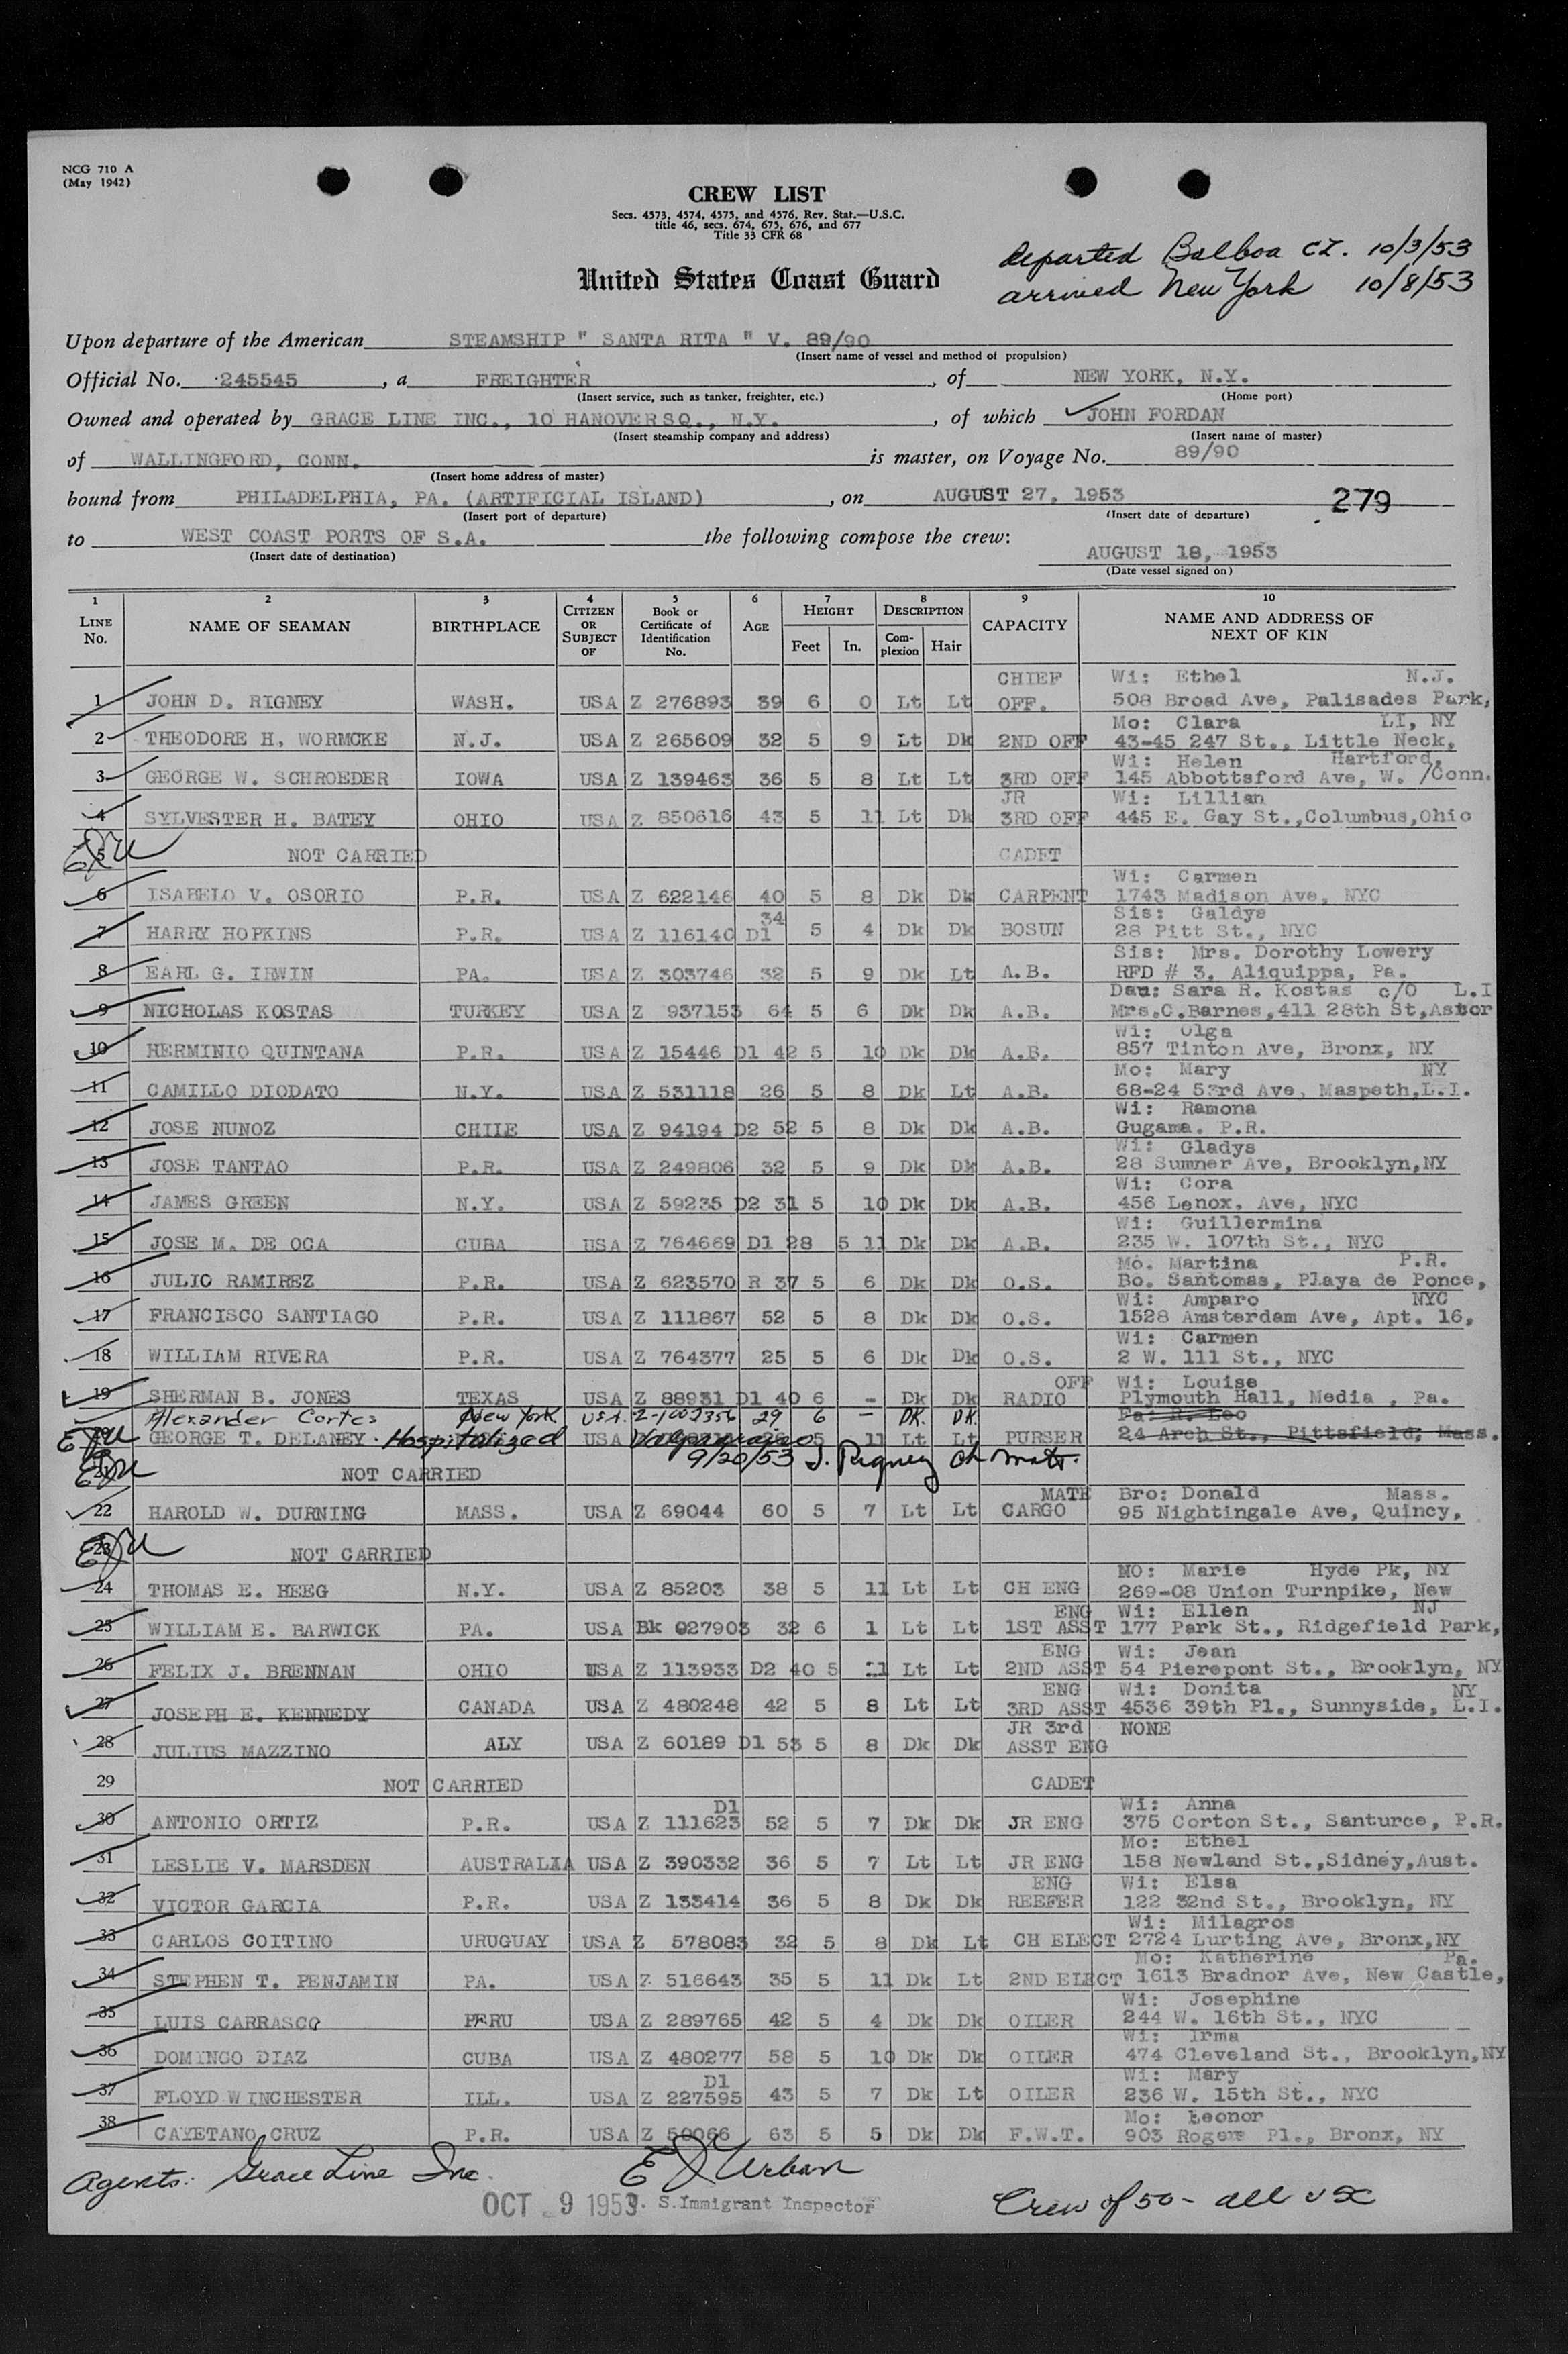 NCG 710 A
(May 1942)
CREW LIST
Secs. 4573, 4574, 4575, and 4576, Rev. Stat.—U.S.C.
title 46, secs. 674, 675, 676, and 677
Title 33 CFR 68
United States Coast Guard
departed Balboa CZ. 10/3/53
arrived New York 10/8/53
Upon departure of the American STEAMSHIP " SANTA RITA " V. 89/90
(Insert name of vessel and method of propulsion)
Official No. 245545, a FREIGHTER, of NEW YORK, N.Y.
(Insert service, such as tanker, freighter, etc.) (Home port)
Owned and operated by GRACE LINE INC., 10 HANOVER SQ., N.Y., of which JOHN FORDAN
(Insert steamship company and address) (Insert name of master)
of WALLINGFORD, CONN. is master, on Voyage No. 89/90
(Insert home address of master)
bound from PHILADELPHIA, PA. (ARTIFICIAL ISLAND), on AUGUST 27, 1953 279
(Insert port of departure) (Insert date of departure)
to WEST COAST PORTS OF S.A. the following compose the crew:
(Insert date of destination) AUGUST 18, 1953
(Date vessel signed on)
1 2 3 4 5 6 7 8 9 10
LINE No. NAME OF SEAMAN BIRTHPLACE CITIZEN OR SUBJECT OF Book or Certificate of Identification No. AGE HEIGHT Feet In. DESCRIPTION Complexion Hair CAPACITY NAME AND ADDRESS OF NEXT OF KIN
CHIEF Wi: Ethel N.J.
1 JOHN D. RIGNEY WASH. USA Z 276893 39 6 0 Lt Lt OFF. 508 Broad Ave, Palisades Park,
Mo: Clara LI, NY
2 THEODORE H. WORMCKE N.J. USA Z 265609 32 5 9 Lt Dk 2ND OFF 43-45 247 St., Little Neck,
Wi: Helen Hartford,
3 GEORGE W. SCHROEDER IOWA USA Z 139463 36 5 8 Lt Lt 3RD OFF 145 Abbottsford Ave, W. /Conn.
JR Wi: Lillian
4 SYLVESTER H. BATEY OHIO USA Z 850616 43 5 11 Lt Dk 3RD OFF 445 E. Gay St.,Columbus,Ohio
EJU 5 NOT CARRIED CADET
Wi: Carmen
6 ISABELO V. OSORIO P.R. USA Z 622146 40 5 8 Dk Dk CARPENT 1743 Madison Ave, NYC
34 Sis: Galdys
7 HARRY HOPKINS P.R. USA Z 116140 D1 5 4 Dk Dk BOSUN 28 Pitt St., NYC
Sis: Mrs. Dorothy Lowery
8 EARL G. IRWIN PA. USA Z 303746 32 5 9 Dk Lt A.B. RFD # 3. Aliquippa, Pa.
Dau: Sara R. Kostas c/o L.I
9 NICHOLAS KOSTAS TURKEY USA Z 937153 64 5 6 Dk Dk A.B. Mrs.C.Barnes,411 28th St,Astor
Wi: Olga
10 HERMINIO QUINTANA P.R. USA Z 15446 D1 42 5 10 Dk Dk A.B. 857 Tinton Ave, Bronx, NY
Mo: Mary NY
11 CAMILLO DIODATO N.Y. USA Z 531118 26 5 8 Dk Lt A.B. 68-24 53rd Ave, Maspeth,L.I.
Wi: Ramona
12 JOSE NUNOZ CHILE USA Z 94194 D2 52 5 8 Dk Dk A.B. Gugama. P.R.
Wi: Gladys
13 JOSE TANTAO P.R. USA Z 249806 32 5 9 Dk Dk A.B. 28 Sumner Ave, Brooklyn,NY
Wi: Cora
14 JAMES GREEN N.Y. USA Z 59235 D2 31 5 10 Dk Dk A.B. 456 Lenox. Ave, NYC
Wi: Guillermina
15 JOSE M. DE OCA CUBA USA Z 764669 D1 28 5 11 Dk Dk A.B. 235 W. 107th St., NYC
Mo. Martina P.R.
16 JULIO RAMIREZ P.R. USA Z 623570 R 37 5 6 Dk Dk O.S. Bo. Santomas, Playa de Ponce,
Wi: Amparo NYC
17 FRANCISCO SANTIAGO P.R. USA Z 111867 52 5 8 Dk Dk O.S. 1528 Amsterdam Ave, Apt. 16,
Wi: Carmen
18 WILLIAM RIVERA P.R. USA Z 764377 25 5 6 Dk Dk O.S. 2 W. 111 St., NYC
OFF Wi: Louise
19 SHERMAN B. JONES TEXAS USA Z 88931 D1 40 6 - Dk Dk RADIO Plymouth Hall, Media , Pa.
Alexander Cortes New York U.S.A. Z-1002356 29 6 — DK. DK. Fa: R. Leo
EJU GEORGE T. DELANEY. Hospitalized USA Valparaiso 5 11 Lt Lt PURSER 24 Arch St., Pittsfield, Mass.
9/20/53 J. Rigney Ch Mate.
EJU NOT CARRIED
MATE Bro: Donald Mass.
22 HAROLD W. DURNING MASS. USA Z 69044 60 5 7 Lt Lt CARGO 95 Nightingale Ave, Quincy,
EJU 23 NOT CARRIED
MO: Marie Hyde Pk, NY
24 THOMAS E. HEEG N.Y. USA Z 85203 38 5 11 Lt Lt CH ENG 269-08 Union Turnpike, New
ENG Wi: Ellen NJ
25 WILLIAM E. BARWICK PA. USA Bk 027903 32 6 1 Lt Lt 1ST ASST 177 Park St., Ridgefield Park,
ENG Wi: Jean
26 FELIX J. BRENNAN OHIO USA Z 113933 D2 40 5 11 Lt Lt 2ND ASST 54 Pierepont St., Brooklyn, NY
ENG Wi: Donita NY
27 JOSEPH E. KENNEDY CANADA USA Z 480248 42 5 8 Lt Lt 3RD ASST 4536 39th Pl., Sunnyside, L.I.
JR 3rd NONE
28 JULIUS MAZZINO ALY USA Z 60189 D1 53 5 8 Dk Dk ASST ENG
29 NOT CARRIED CADET
D1 Wi: Anna
30 ANTONIO ORTIZ P.R. USA Z 111623 52 5 7 Dk Dk JR ENG 375 Corton St., Santurce, P.R.
Mo: Ethel
31 LESLIE V. MARSDEN AUSTRALIA USA Z 390332 36 5 7 Lt Lt JR ENG 158 Newland St.,Sidney,Aust.
ENG Wi: Elsa
32 VICTOR GARCIA P.R. USA Z 133414 36 5 8 Dk Dk REEFER 122 32nd St., Brooklyn, NY
Wi: Milagros
33 CARLOS COITINO URUGUAY USA Z 578083 32 5 8 Dk Lt CH ELECT 2724 Lurting Ave, Bronx,NY
Mo: Katherine Pa.
34 STEPHEN T. PENJAMIN PA. USA Z 516643 35 5 11 Dk Lt 2ND ELECT 1613 Bradnor Ave, New Castle,
Wi: Josephine
35 LUIS CARRASCO PERU USA Z 289765 42 5 4 Dk Dk OILER 244 W. 16th St., NYC
Wi: Irma
36 DOMINGO DIAZ CUBA USA Z 480277 58 5 10 Dk Dk OILER 474 Cleveland St., Brooklyn,NY
D1 Wi: Mary
37 FLOYD WINCHESTER ILL. USA Z 227595 43 5 7 Dk Lt OILER 236 W. 15th St., NYC
Mo: Leonor
38 CAYETANO CRUZ P.R. USA Z 50066 63 5 5 Dk Dk F.W.T. 903 Rogers Pl., Bronx, NY
Agents: Grace Line Inc. E J Urban
OCT 9 1953 U. S. Immigrant Inspector Crew of 50 - all USC